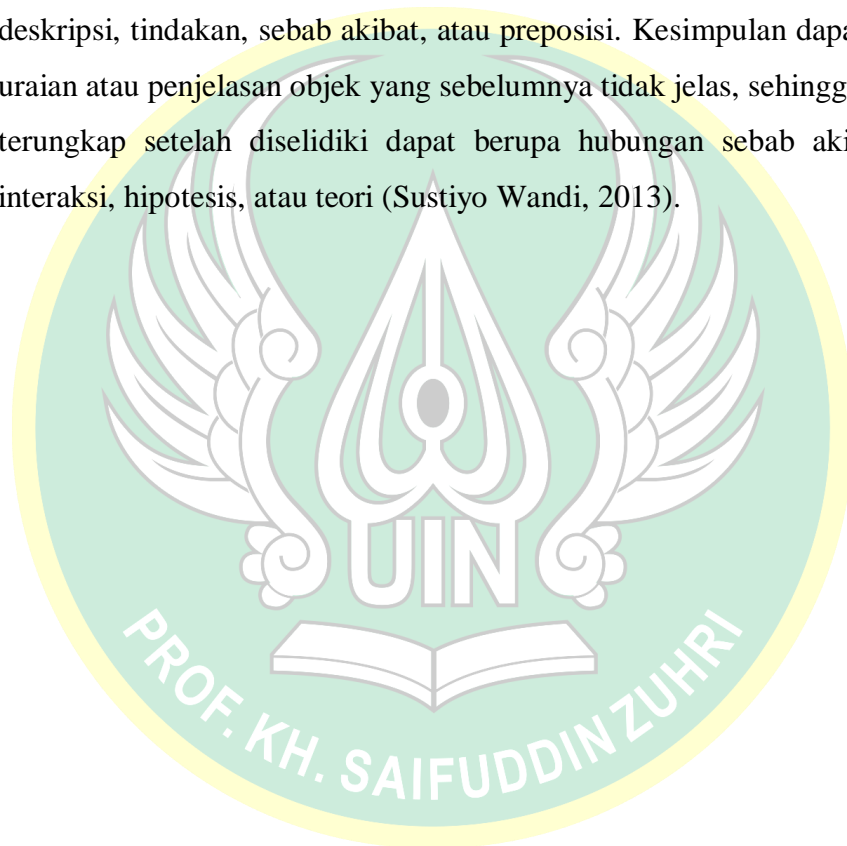 deskripsi, tindakan, sebab akibat, atau preposisi. Kesimpulan dapa
uraian atau penjelasan objek yang sebelumnya tidak jelas, sehingg
terungkap setelah diselidiki dapat berupa hubungan sebab aki
interaksi, hipotesis, atau teori (Sustiyo Wandi, 2013).
UIN
PROF. KH. SAIFUDDIN ZUHRI